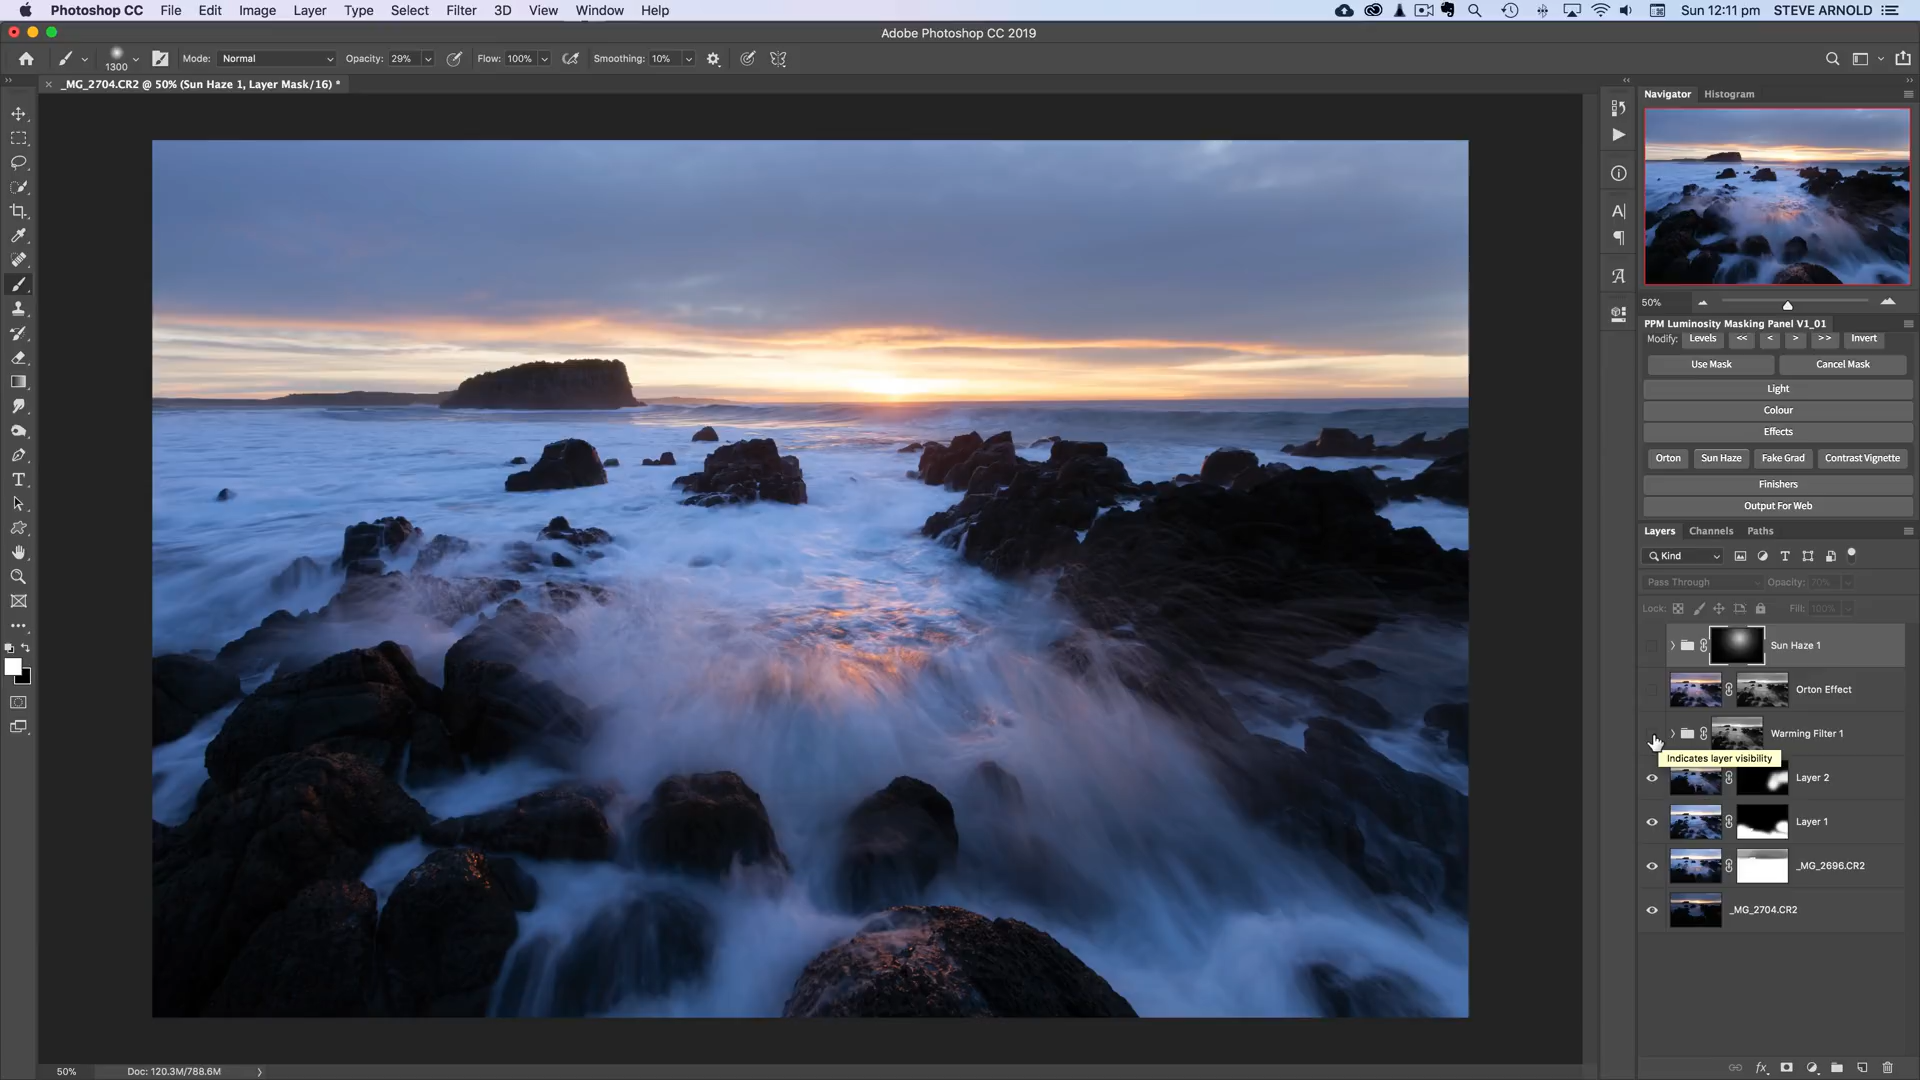 Photoshop CC File Edit Image Layer Type Select Filter 3D View Window Help Sun 12:11 pm STEVE ARNOLD
Adobe Photoshop CC 2019
1300 Mode: Normal Opacity: 29% Flow: 100% Smoothing: 10%
_MG_2704.CR2 @ 50% (Sun Haze 1, Layer Mask/16) *
Navigator Histogram
50%
PPM Luminosity Masking Panel V1_01
Modify: Levels << < > >> Invert
Use Mask Cancel Mask
Light
Colour
Effects
Orton Sun Haze Fake Grad Contrast Vignette
Finishers
Output For Web
Layers Channels Paths
Kind
Pass Through Opacity: 70%
Lock: Fill: 100%
Sun Haze 1
Orton Effect
Warming Filter 1
Indicates layer visibility
Layer 2
Layer 1
_MG_2696.CR2
_MG_2704.CR2
50% Doc: 120.3M/788.6M